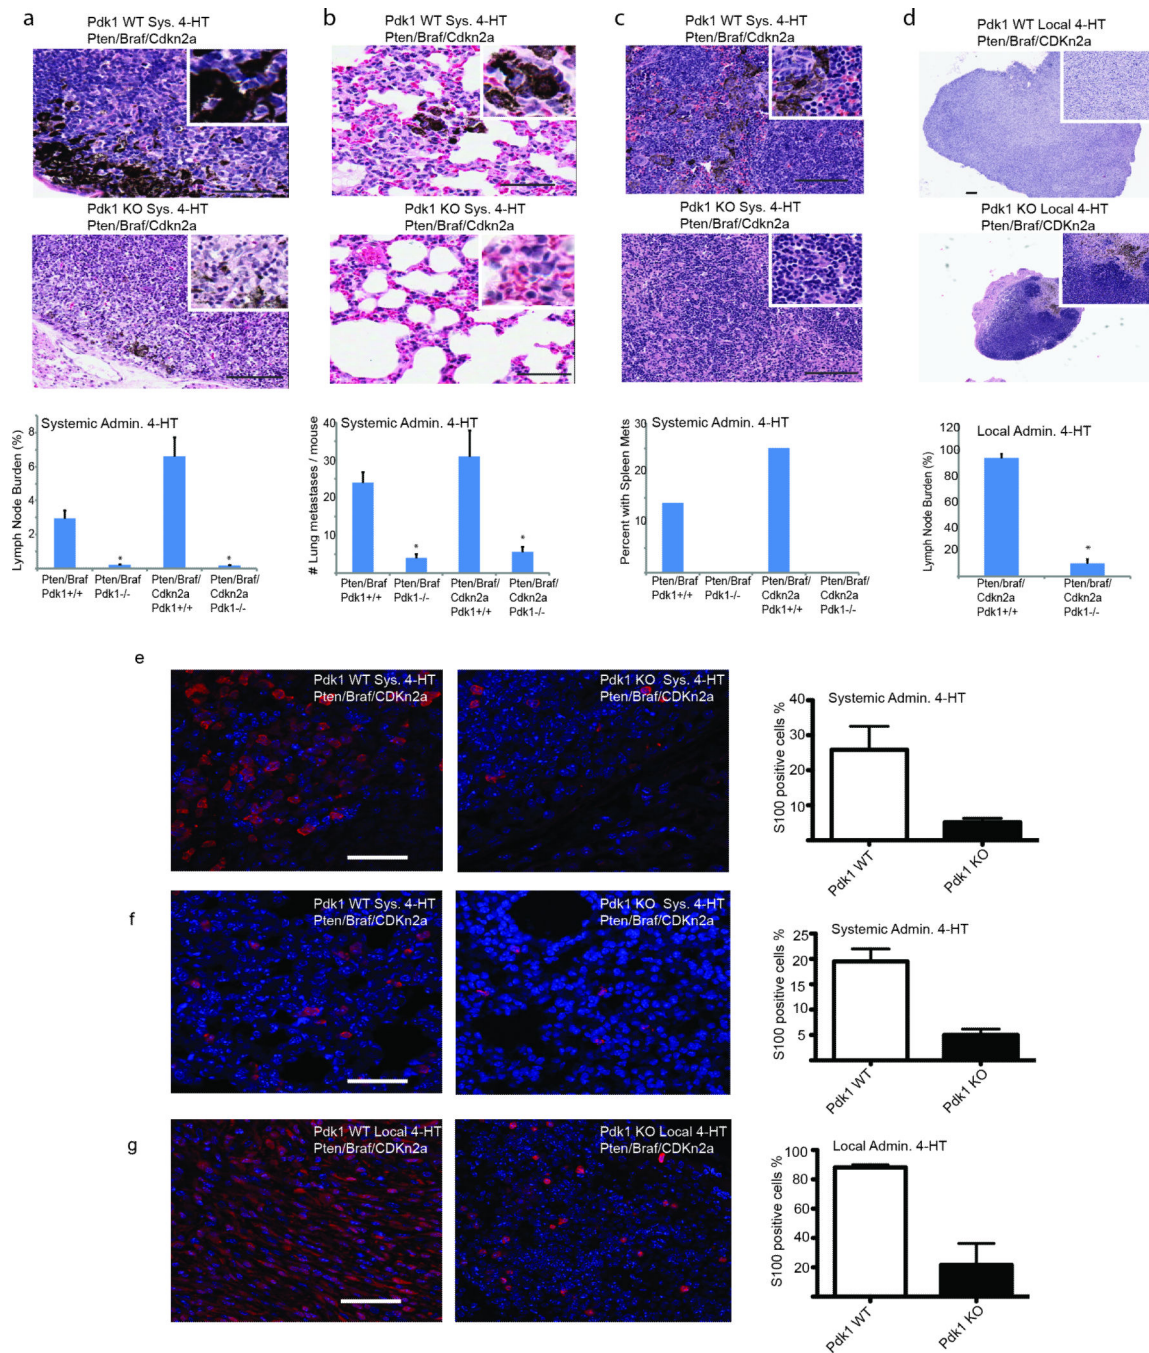 a
Pdk1 WT Sys. 4-HT
Pten/Braf/Cdkn2a
Pdk1 KO Sys. 4-HT
Pten/Braf/Cdkn2a
Systemic Admin. 4-HT
Lymph Node Burden (%)
8
6
4
2
Pten/Braf
Pdk1+/+
Pten/Braf
Pdk1-/-
Pten/Braf/
Cdkn2a
Pdk1+/+
Pten/Braf/
Cdkn2a
Pdk1-/-
*
*
b
Pdk1 WT Sys. 4-HT
Pten/Braf/Cdkn2a
Pdk1 KO Sys. 4-HT
Pten/Braf/Cdkn2a
Systemic Admin. 4-HT
# Lung metastases / mouse
40
30
20
10
0
*
*
Pten/Braf
Pdk1+/+
Pten/Braf
Pdk1-/-
Pten/Braf/
Cdkn2a
Pdk1+/+
Pten/Braf/
Cdkn2a
Pdk1-/-
c
Pdk1 WT Sys. 4-HT
Pten/Braf/Cdkn2a
Pdk1 KO Sys. 4-HT
Pten/Braf/Cdkn2a
Systemic Admin. 4-HT
Percent with Spleen Mets
30
20
10
0
Pten/Braf
Pdk1+/+
Pten/Braf
Pdk1-/-
Pten/Braf/
Cdkn2a
Pdk1+/+
Pten/Braf/
Cdkn2a
Pdk1-/-
d
Pdk1 WT Local 4-HT
Pten/Braf/CDKn2a
Pdk1 KO Local 4-HT
Pten/Braf/CDKn2a
Local Admin. 4-HT
Lymph Node Burden (%)
120
100
80
60
40
20
*
Pten/braf/
Cdkn2a
Pdk1+/+
Pten/braf/
Cdkn2a
Pdk1-/-
e
Pdk1 WT Sys. 4-HT
Pten/Braf/CDKn2a
Pdk1 KO Sys. 4-HT
Pten/Braf/CDKn2a
Systemic Admin. 4-HT
S100 positive cells %
40
30
20
10
Pdk1 WT
Pdk1 KO
f
Pdk1 WT Sys. 4-HT
Pten/Braf/CDKn2a
Pdk1 KO Sys. 4-HT
Pten/Braf/CDKn2a
Systemic Admin. 4-HT
S100 positive cells %
25
20
15
10
5
Pdk1 WT
Pdk1 KO
g
Pdk1 WT Local 4-HT
Pten/Braf/CDKn2a
Pdk1 KO Local 4-HT
Pten/Braf/CDKn2a
Local Admin. 4-HT
S100 positive cells %
100
80
60
40
20
Pdk1 WT
Pdk1 KO